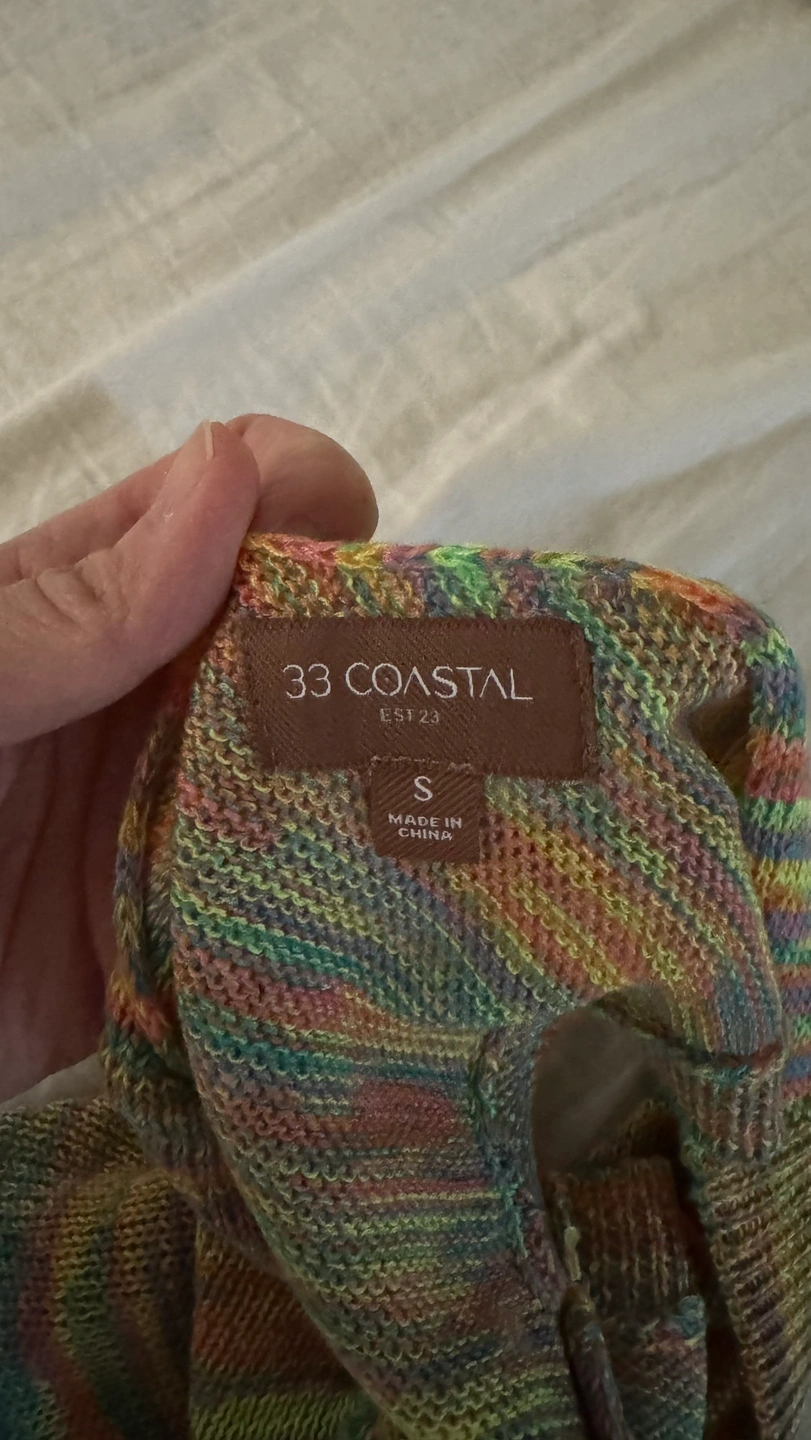 33 COASTAL
EST 23
S
MADE IN
CHINA